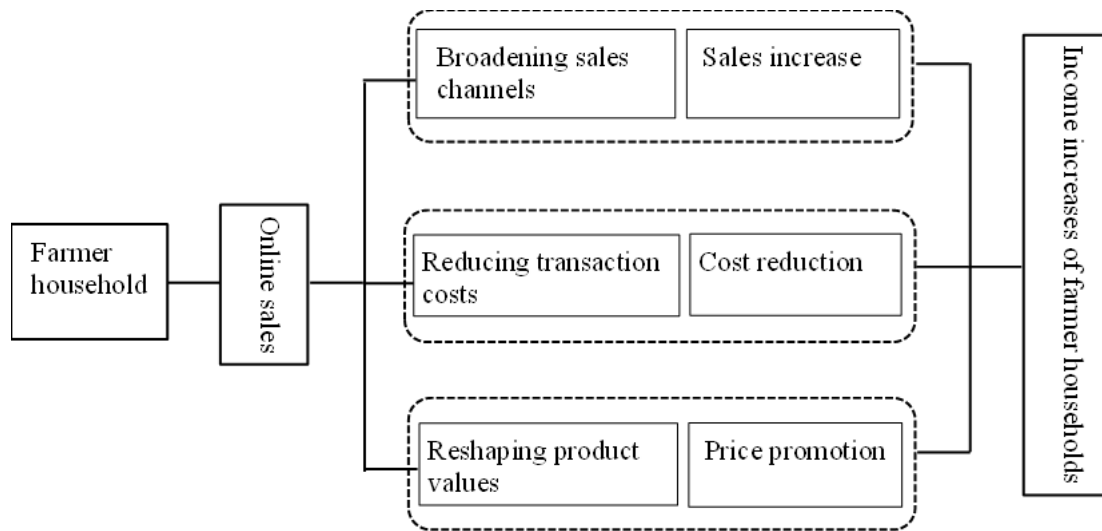 Farmer
household
Online sales
Broadening sales
channels
Sales increase
Reducing transaction
costs
Cost reduction
Reshaping product
values
Price promotion
Income increases of farmer households